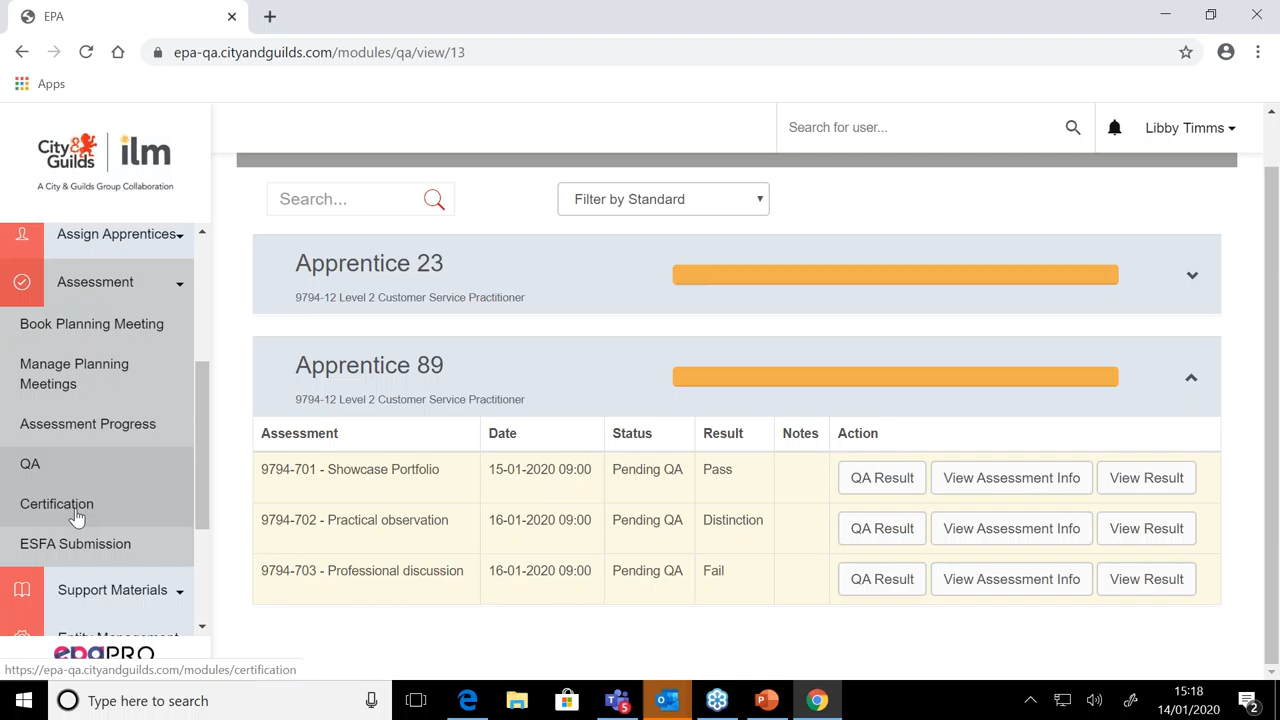 EPA
epa-qa.cityandguilds.com/modules/qa/view/13
Apps
City & Guilds
ilm
A City & Guilds Group Collaboration
Search for user...
Libby Timms
Assign Apprentices
Assessment
Book Planning Meeting
Manage Planning
Meetings
Assessment Progress
QA
Certification
ESFA Submission
Support Materials
Entity Management
epaPRO
Search...
Filter by Standard
Apprentice 23
9794-12 Level 2 Customer Service Practitioner
Apprentice 89
9794-12 Level 2 Customer Service Practitioner
Assessment Date Status Result Notes Action
9794-701 - Showcase Portfolio 15-01-2020 09:00 Pending QA Pass QA Result View Assessment Info View Result
9794-702 - Practical observation 16-01-2020 09:00 Pending QA Distinction QA Result View Assessment Info View Result
9794-703 - Professional discussion 16-01-2020 09:00 Pending QA Fail QA Result View Assessment Info View Result
https://epa-qa.cityandguilds.com/modules/certification
Type here to search
5
15:18
14/01/2020
2